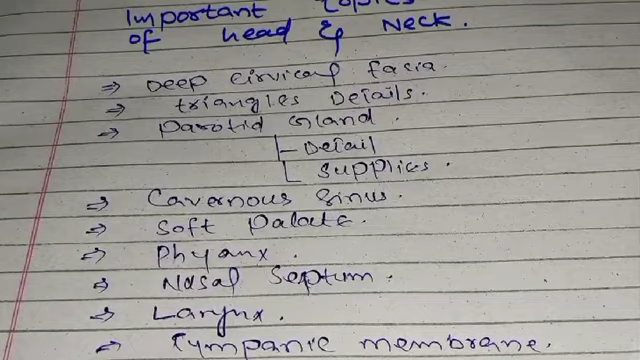 Important Topics
of Head & Neck.
⇒ Deep cirvical fasia.
⇒ triangles Details.
⇒ Parotid Gland.
Detail
Supplies.
⇒ Cavernous Sinus.
⇒ Soft Palate.
⇒ Phyanx.
⇒ Nasal Septum.
⇒ Larynx.
⇒ Tympanic membrane.